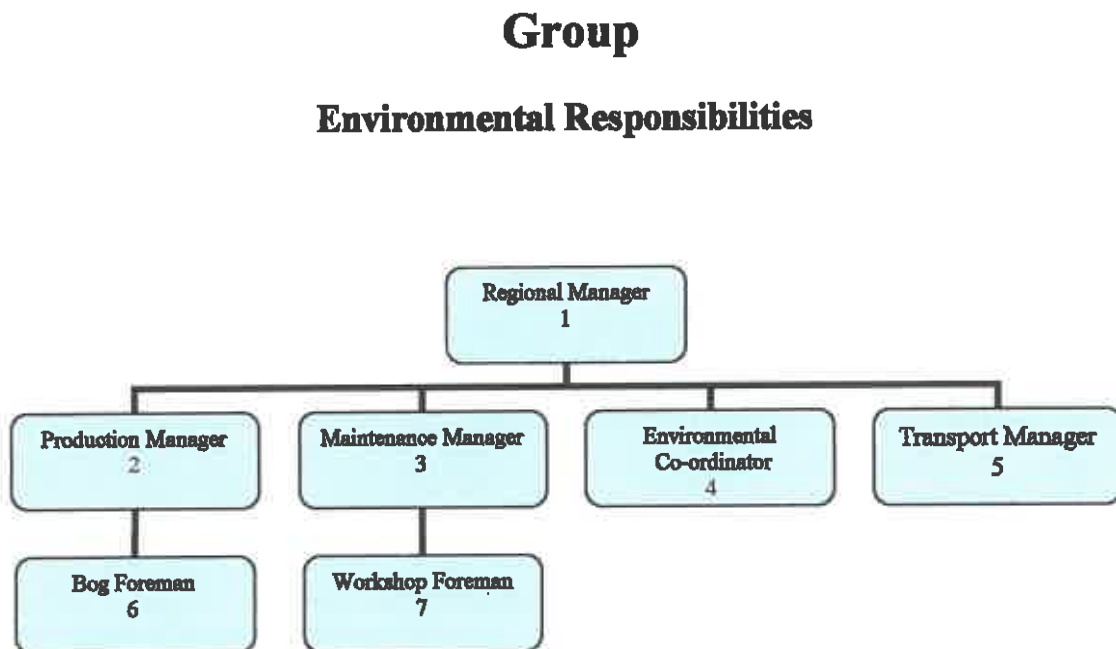 Group
Environmental Responsibilities
Regional Manager
1
Production Manager
2
Maintenance Manager
3
Environmental
Co-ordinator
4
Transport Manager
5
Bog Foreman
6
Workshop Foreman
7